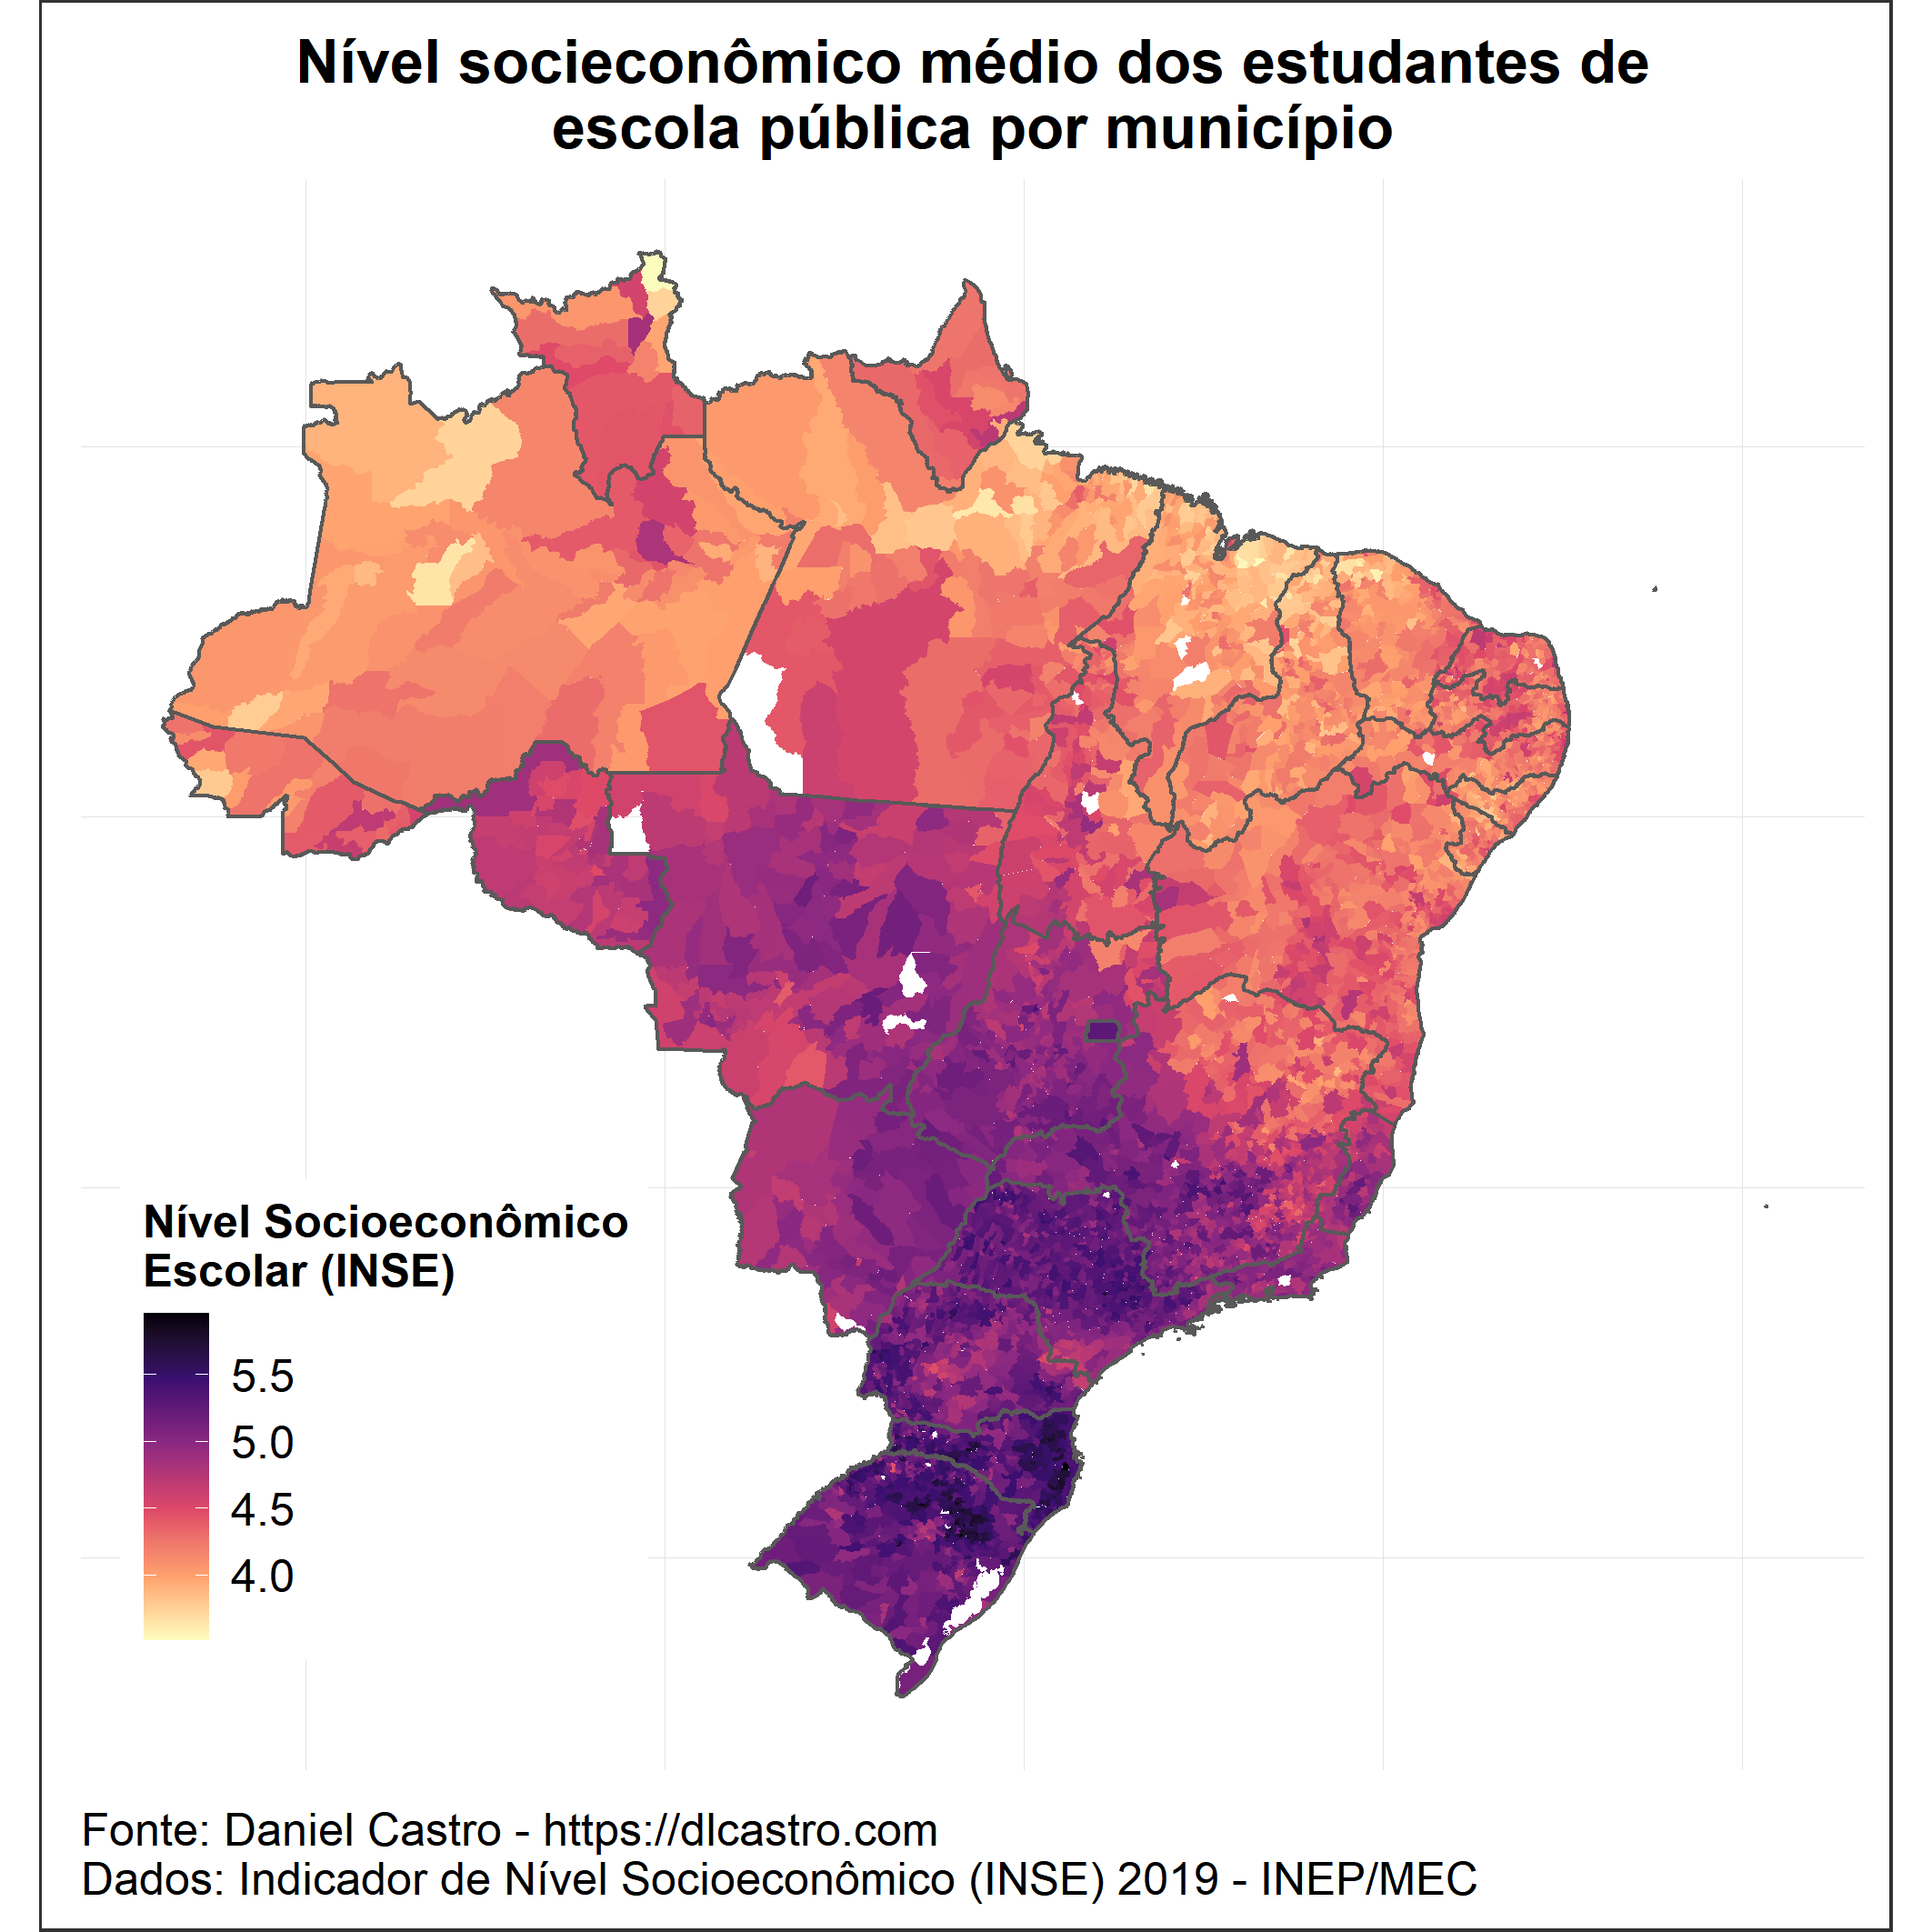 Nível socieconômico médio dos estudantes de
escola pública por município
Nível Socioeconômico
Escolar (INSE)
5.5
5.0
4.5
4.0
Fonte: Daniel Castro - https://dlcastro.com
Dados: Indicador de Nível Socioeconômico (INSE) 2019 - INEP/MEC